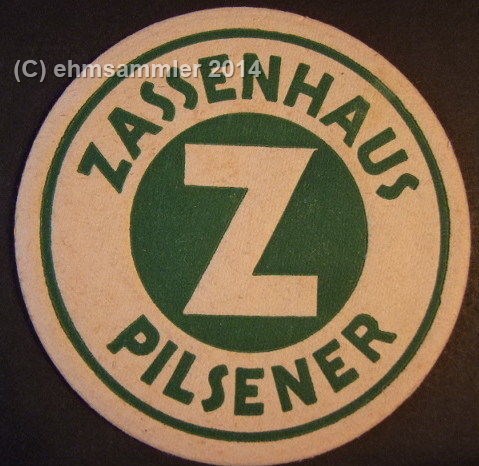 (C) ehmsammler 2014
ZASSENHAUS
Z
PILSENER